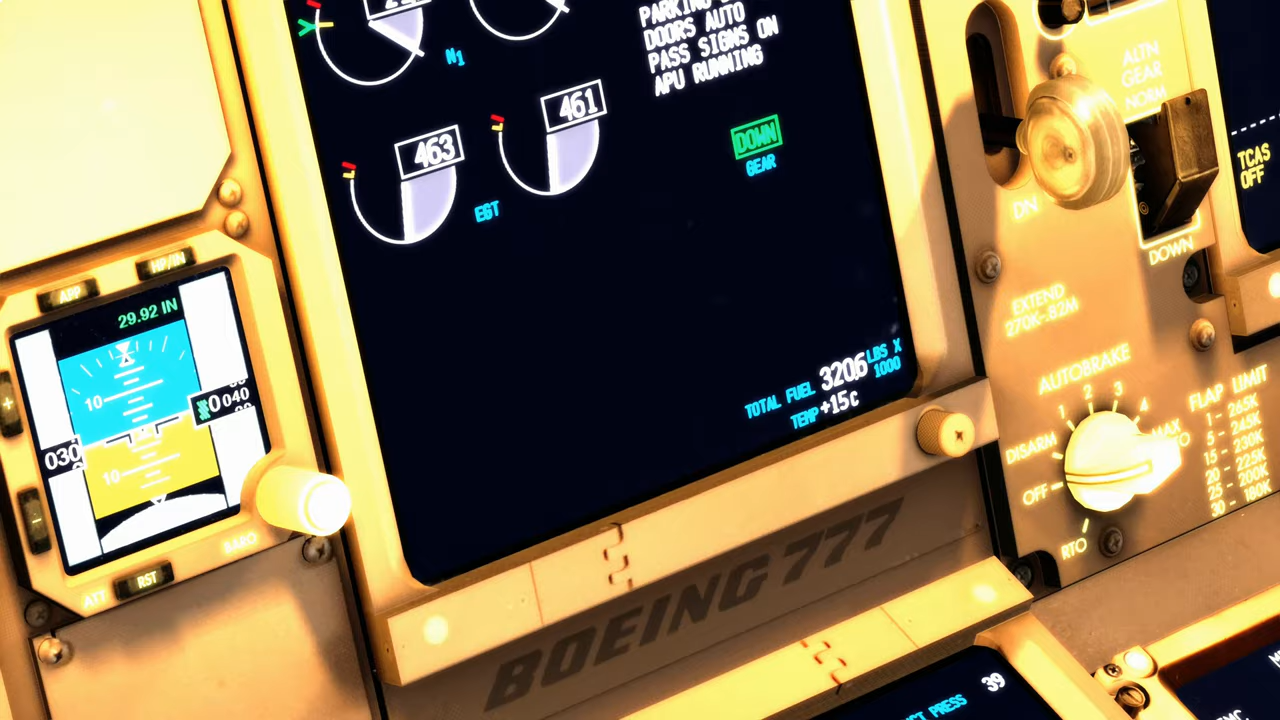 N1
DOORS AUTO
PASS SIGNS ON
APU RUNNING
463
461
EGT
DOWN
GEAR
TOTAL FUEL 320.6 LBS X 1000
TEMP +15c
ALTN
GEAR
NORM
DN
DOWN
TCAS
OFF
EXTEND
270K-.82M
AUTOBRAKE
1
2
3
4
DISARM
OFF
RTO
FLAP LIMIT
1 - 265K
5 - 245K
15 - 230K
20 - 225K
25 - 200K
30 - 180K
APP
HP/IN
29.92 IN
10
10
030
040
+
-
BARO
ATT
RST
BOEING 777
PRESS
39